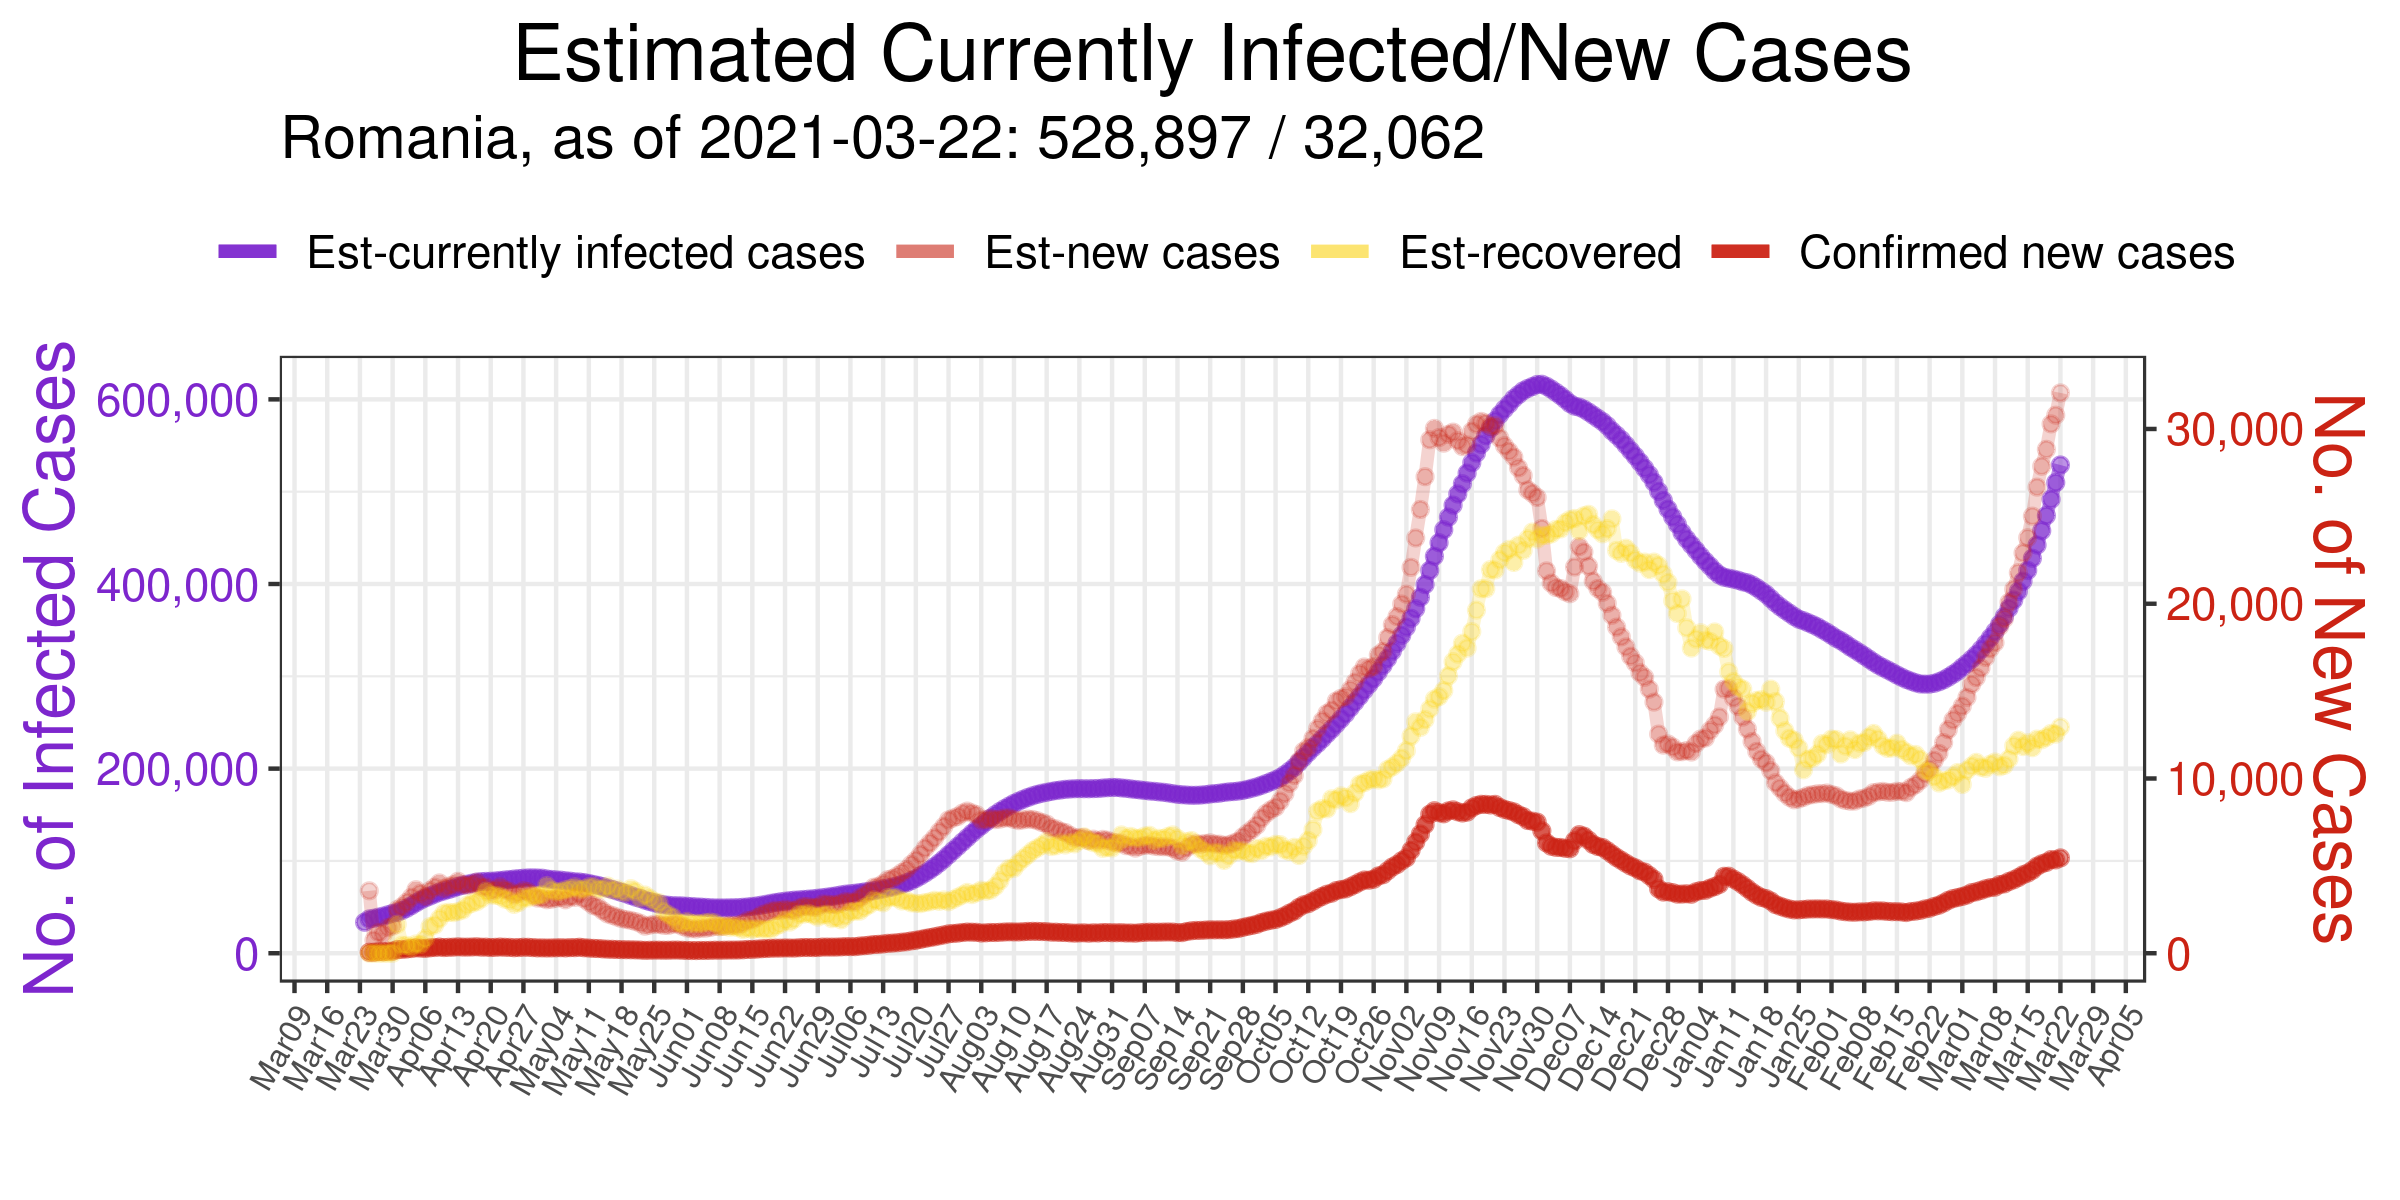 Estimated Currently Infected/New Cases
Romania, as of 2021-03-22: 528,897 / 32,062
Est-currently infected cases
Est-new cases
Est-recovered
Confirmed new cases
No. of Infected Cases
600,000
400,000
200,000
0
30,000
20,000
10,000
0
No. of New Cases
Mar09
Mar16
Mar23
Mar30
Apr06
Apr13
Apr20
Apr27
May04
May11
May18
May25
Jun01
Jun08
Jun15
Jun22
Jun29
Jul06
Jul13
Jul20
Jul27
Aug03
Aug10
Aug17
Aug24
Aug31
Sep07
Sep14
Sep21
Sep28
Oct05
Oct12
Oct19
Oct26
Nov02
Nov09
Nov16
Nov23
Nov30
Dec07
Dec14
Dec21
Dec28
Jan04
Jan11
Jan18
Jan25
Feb01
Feb08
Feb15
Feb22
Mar01
Mar08
Mar15
Mar22
Mar29
Apr05